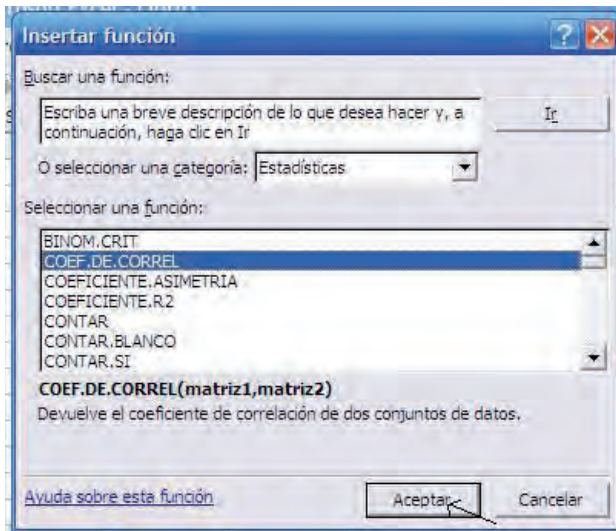 Insertar función
Buscar una función:
Escriba una breve descripción de lo que desea hacer y, a
continuación, haga clic en Ir
Ir
O seleccionar una categoría: Estadísticas
Seleccionar una función:
BINOM.CRIT
COEF.DE.CORREL
COEFICIENTE.ASIMETRIA
COEFICIENTE.R2
CONTAR
CONTAR.BLANCO
CONTAR.SI
COEF.DE.CORREL(matriz1,matriz2)
Devuelve el coeficiente de correlación de dos conjuntos de datos.
Ayuda sobre esta función
Aceptar
Cancelar